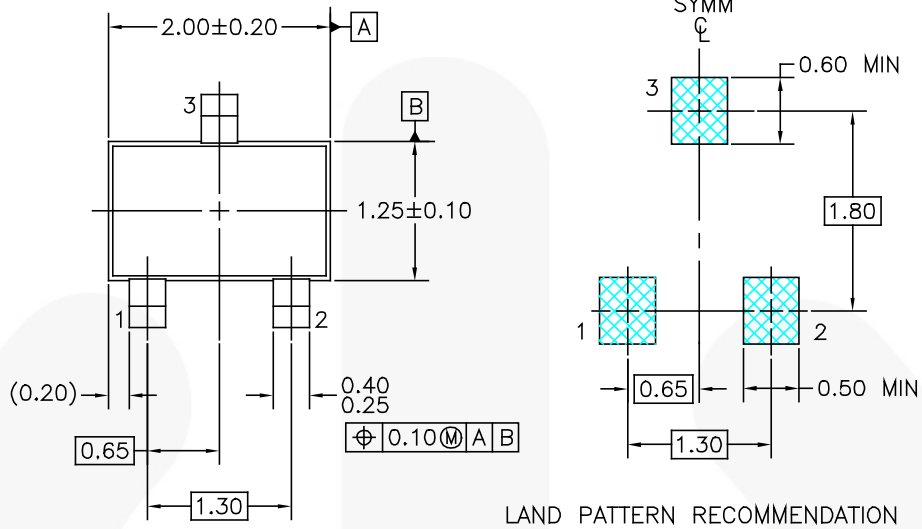 2.00±0.20
A
3
B
1.25±0.10
1
2
(0.20)
0.40
0.25
⌖ 0.10Ⓜ A B
0.65
1.30
SYMM
℄
3
0.60 MIN
1.80
1
2
0.65
0.50 MIN
1.30
LAND PATTERN RECOMMENDATION